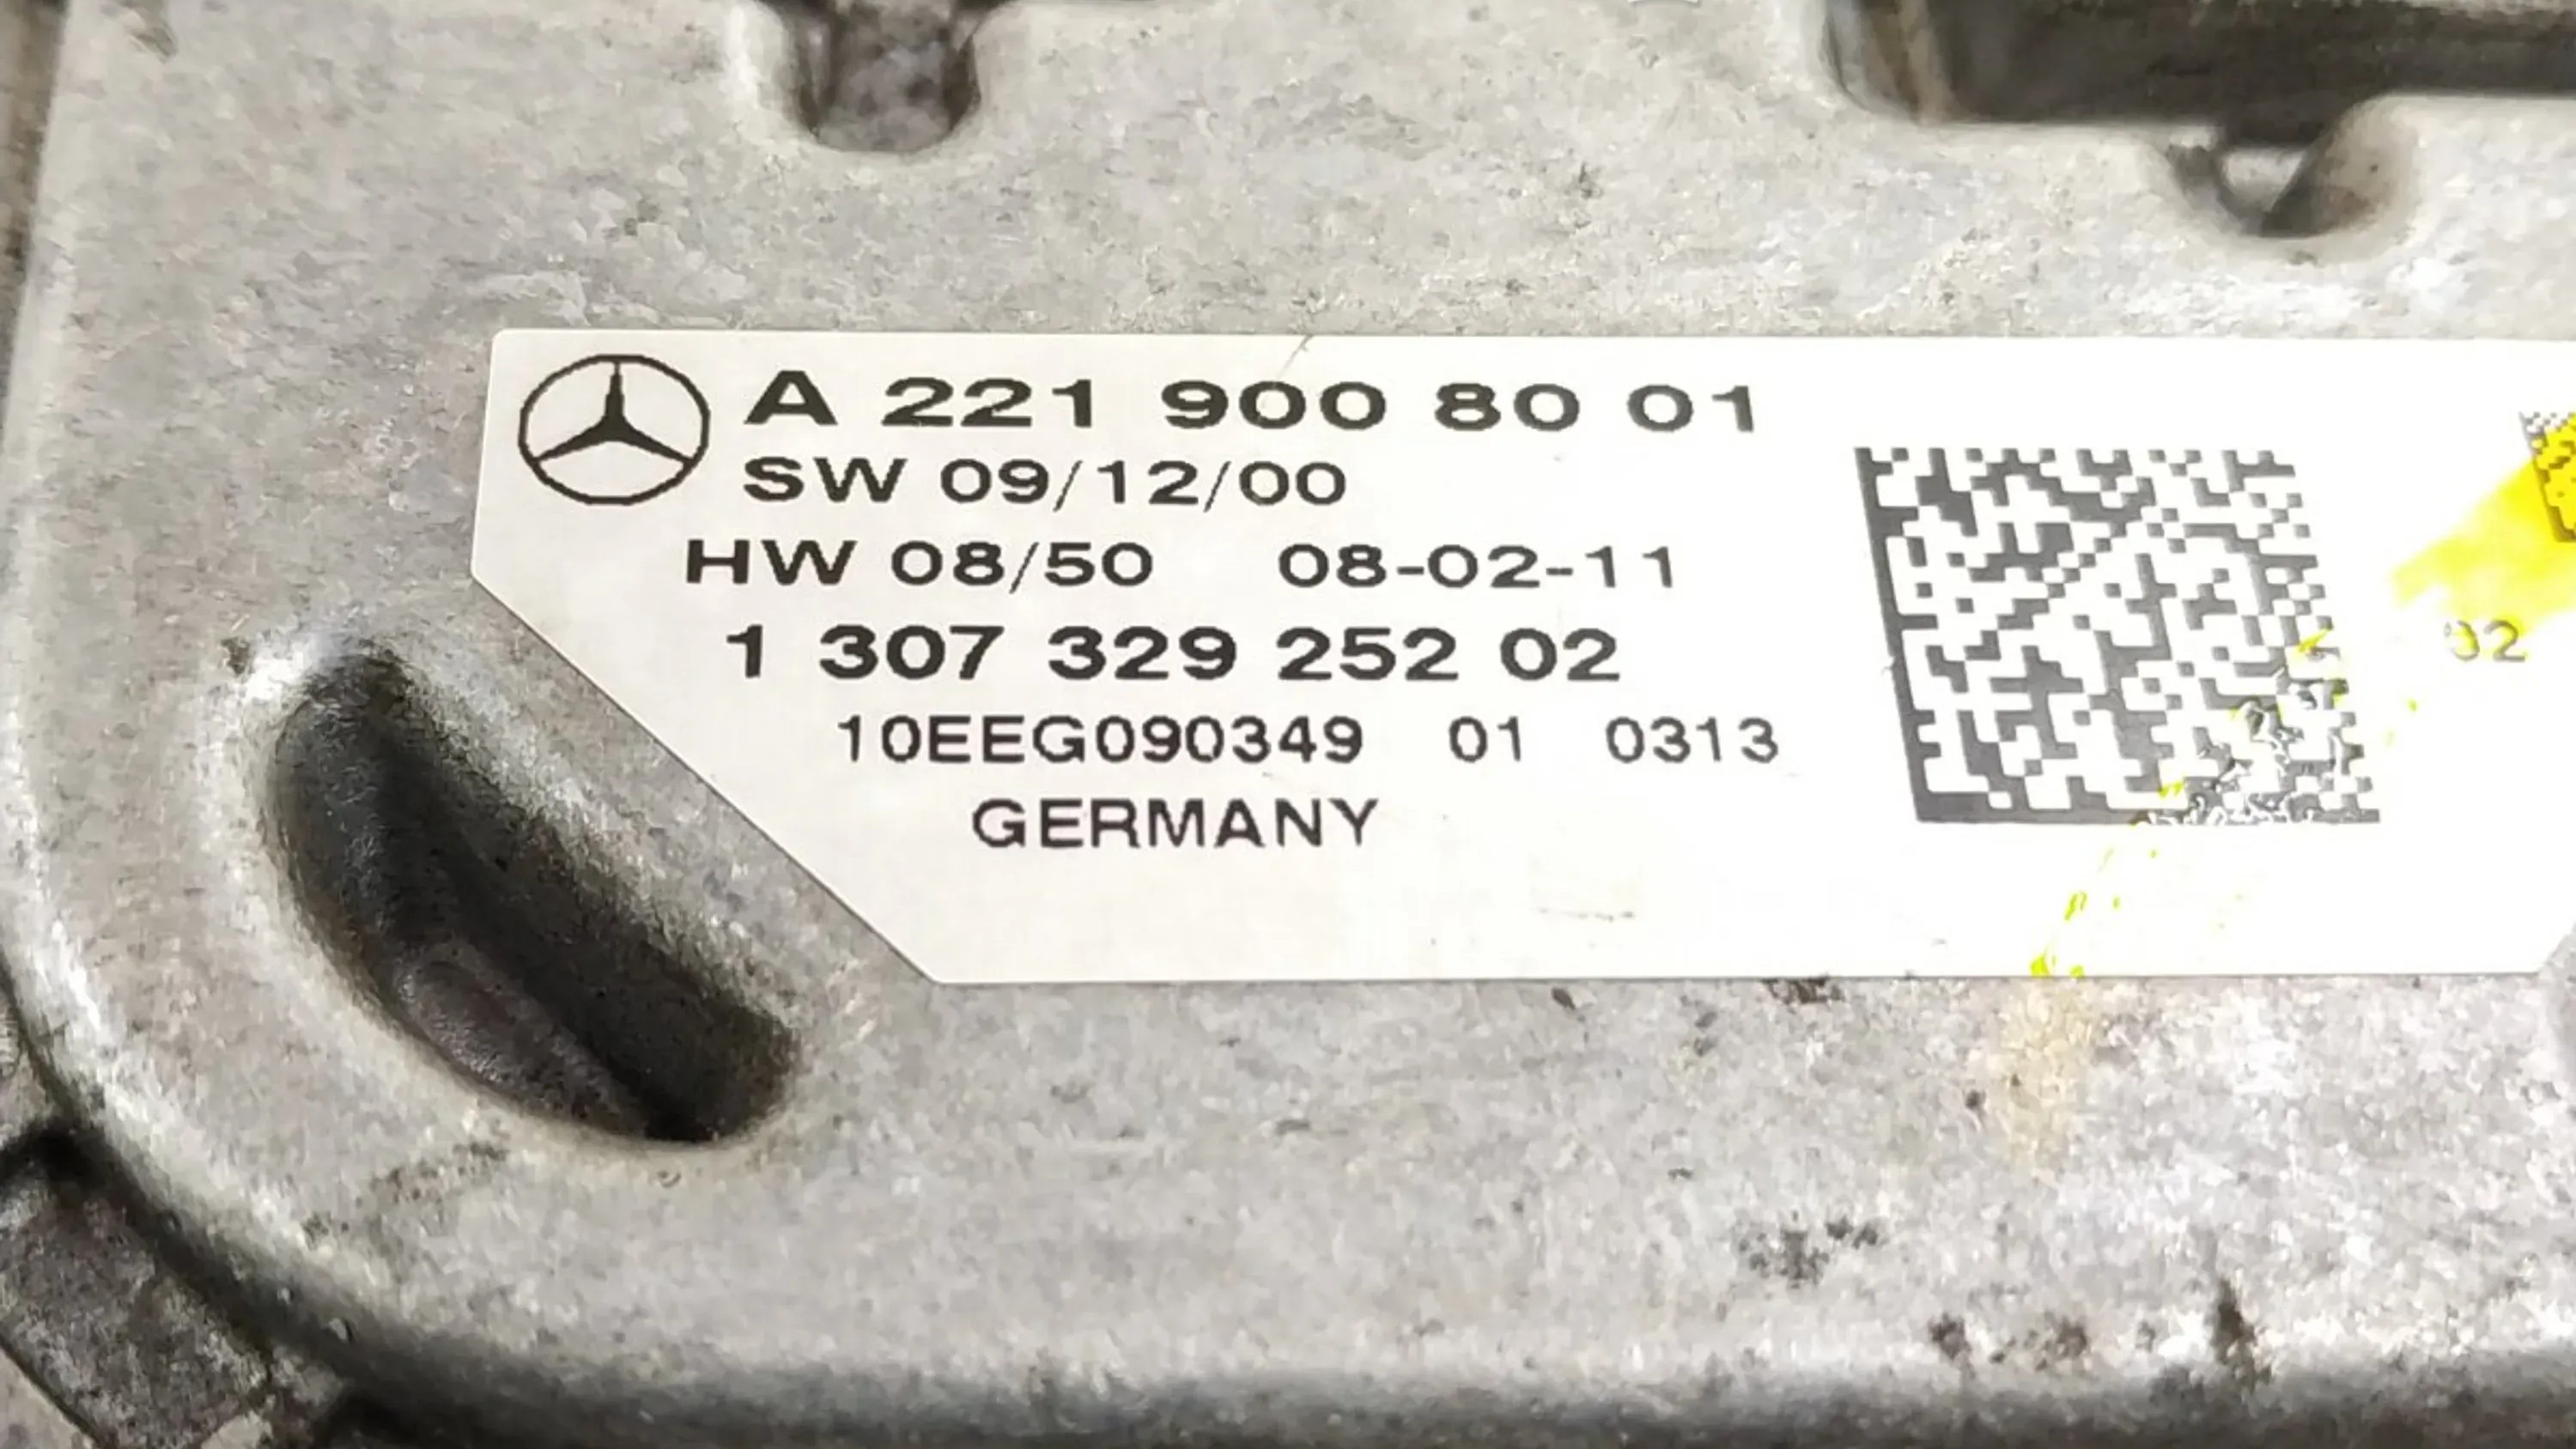 A 221 900 80 01
SW 09/12/00
HW 08/50 08-02-11
1 307 329 252 02
10EEG090349 01 0313
GERMANY